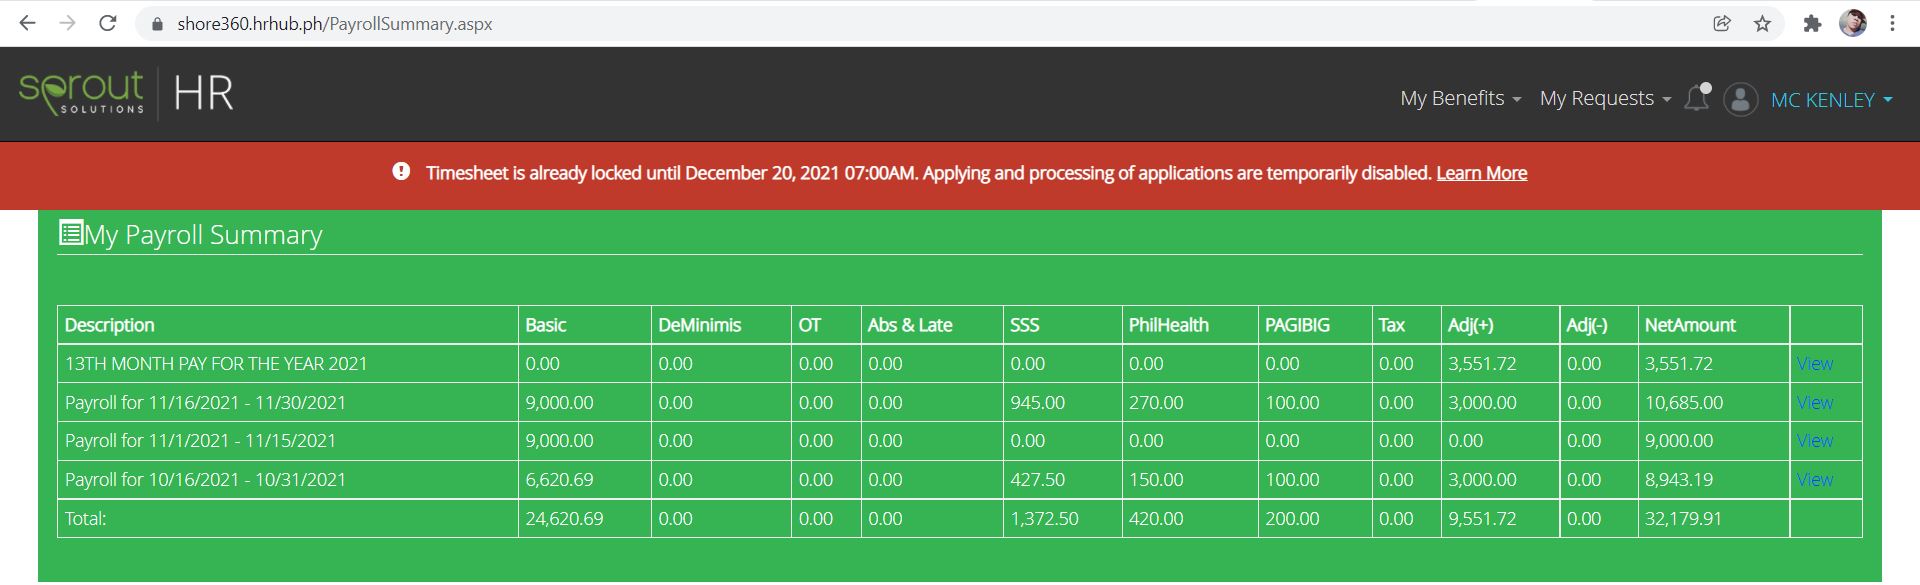 shore360.hrhub.ph/PayrollSummary.aspx
sprout SOLUTIONS HR My Benefits My Requests MC KENLEY
Timesheet is already locked until December 20, 2021 07:00AM. Applying and processing of applications are temporarily disabled. Learn More
My Payroll Summary
Description Basic DeMinimis OT Abs & Late SSS PhilHealth PAGIBIG Tax Adj(+) Adj(-) NetAmount
13TH MONTH PAY FOR THE YEAR 2021 0.00 0.00 0.00 0.00 0.00 0.00 0.00 0.00 3,551.72 0.00 3,551.72 View
Payroll for 11/16/2021 - 11/30/2021 9,000.00 0.00 0.00 0.00 945.00 270.00 100.00 0.00 3,000.00 0.00 10,685.00 View
Payroll for 11/1/2021 - 11/15/2021 9,000.00 0.00 0.00 0.00 0.00 0.00 0.00 0.00 0.00 0.00 9,000.00 View
Payroll for 10/16/2021 - 10/31/2021 6,620.69 0.00 0.00 0.00 427.50 150.00 100.00 0.00 3,000.00 0.00 8,943.19 View
Total: 24,620.69 0.00 0.00 0.00 1,372.50 420.00 200.00 0.00 9,551.72 0.00 32,179.91